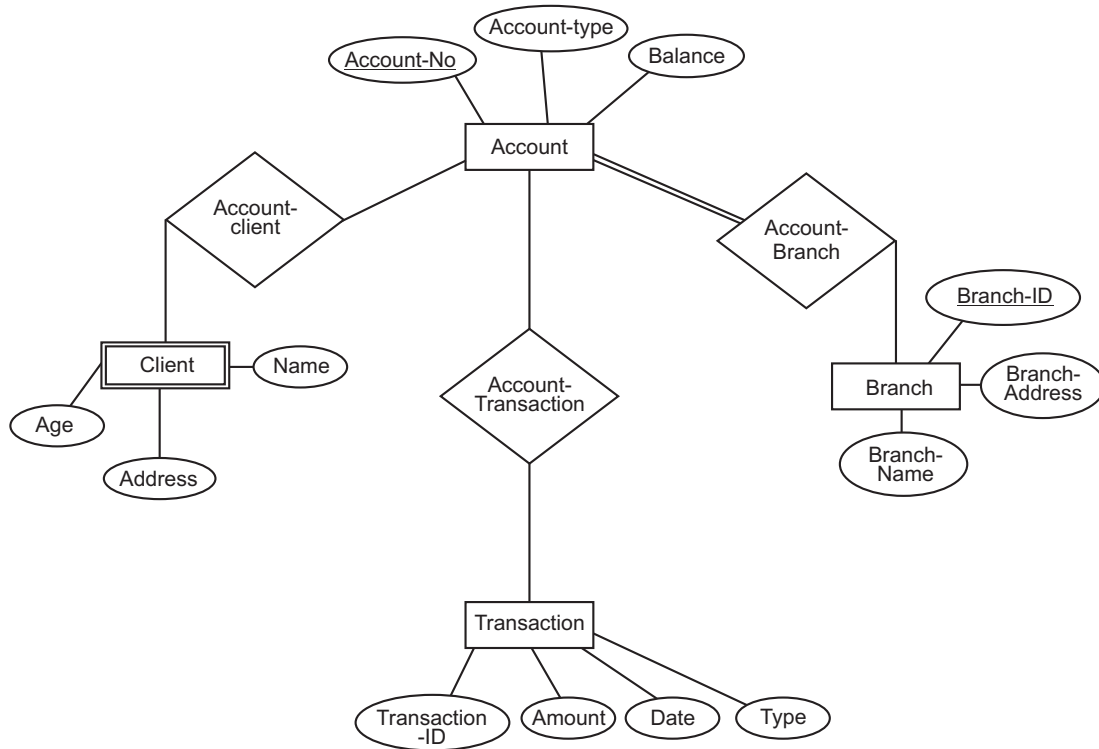 Account-type
Account-No
Balance
Account
Account-
client
Account-
Branch
Branch-ID
Client
Name
Account-
Transaction
Branch
Branch-
Address
Age
Address
Branch-
Name
Transaction
Transaction
-ID
Amount
Date
Type